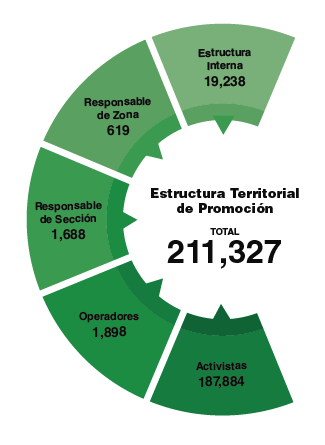 Estructura
Interna
19,238
Responsable
de Zona
619
Responsable
de Sección
1,688
Estructura Territorial
de Promoción
TOTAL
211,327
Operadores
1,898
Activistas
187,884